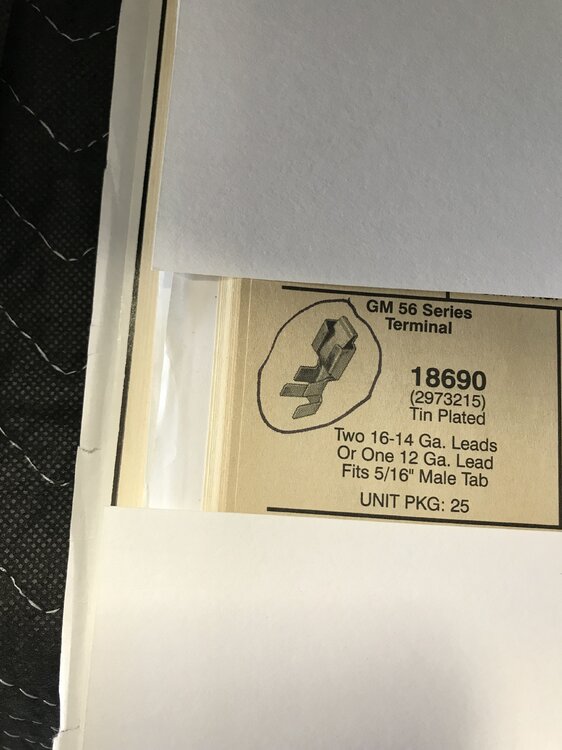 GM 56 Series
Terminal
18690
(2973215)
Tin Plated
Two 16-14 Ga. Leads
Or One 12 Ga. Lead
Fits 5/16" Male Tab
UNIT PKG: 25